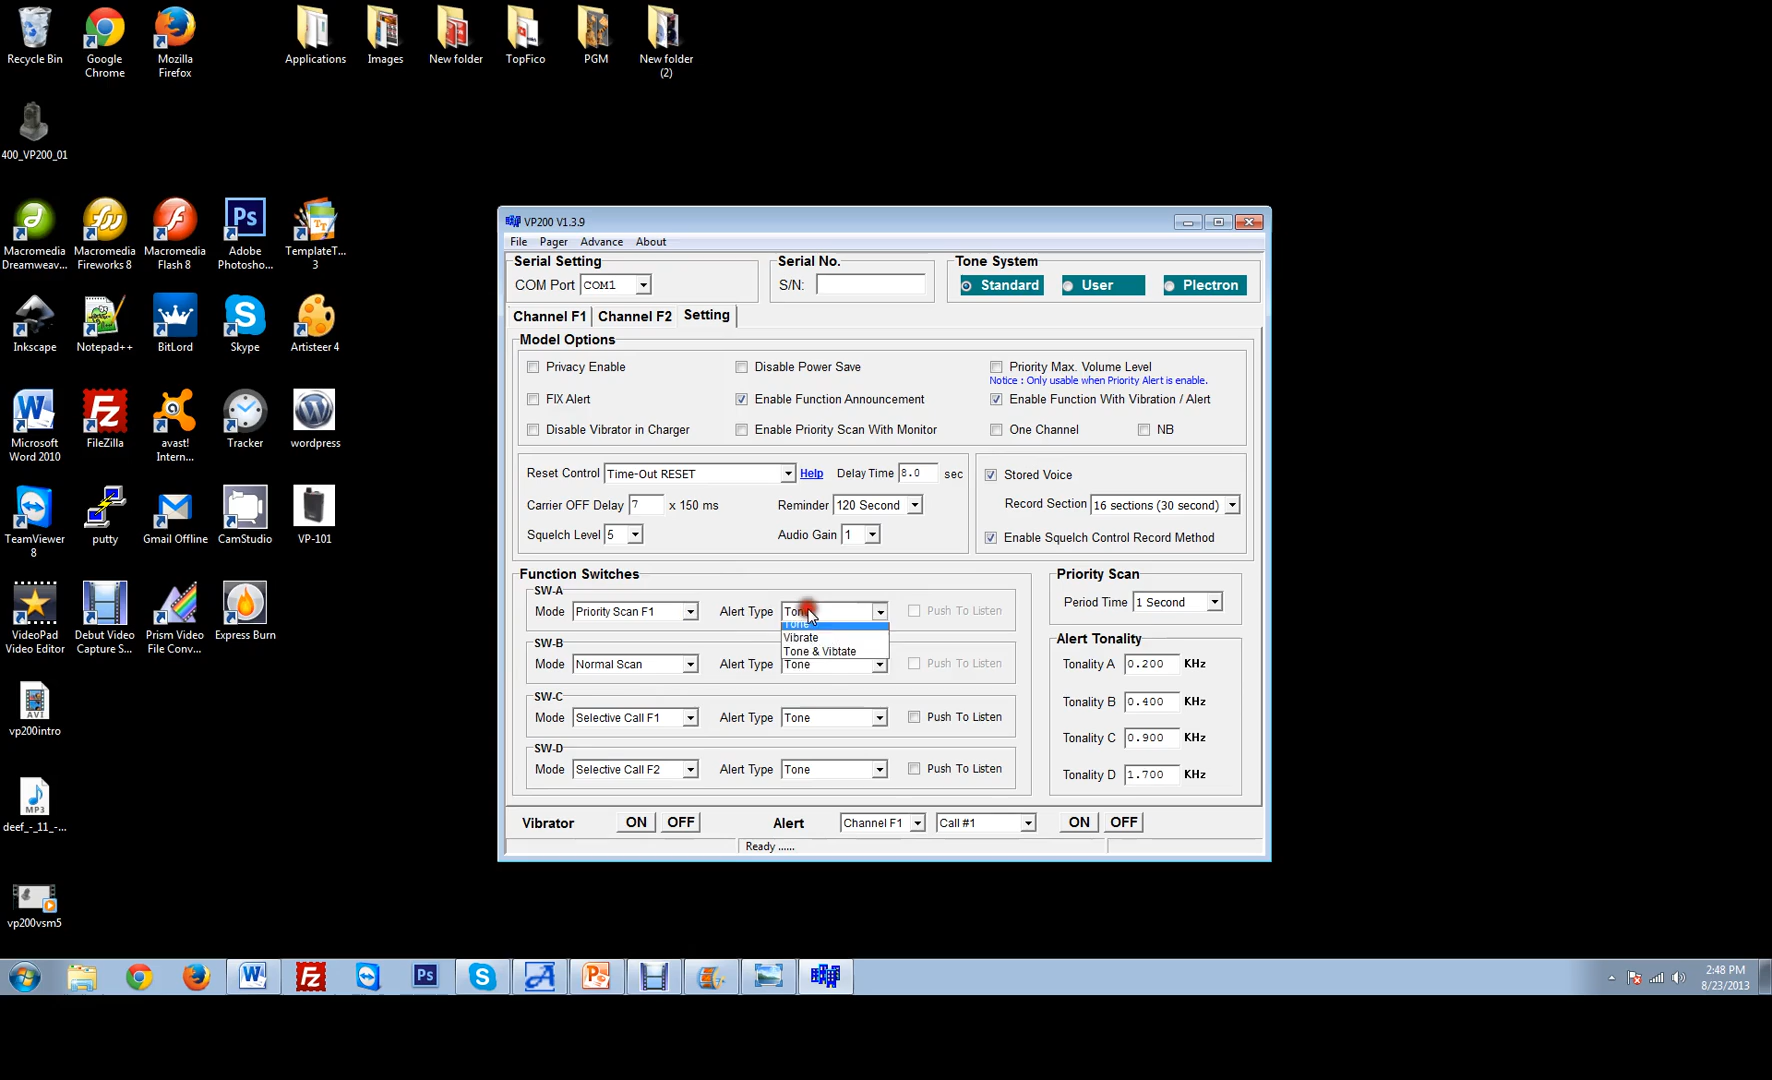 Recycle Bin
Google Chrome
Mozilla Firefox
Applications
Images
New folder
TopFico
PGM
New folder (2)
400_VP200_01
Macromedia Dreamweav...
Macromedia Fireworks 8
Macromedia Flash 8
Adobe Photosho...
TemplateT... 3
Inkscape
Notepad++
BitLord
Skype
Artisteer 4
Microsoft Word 2010
FileZilla
avast! Intern...
Tracker
wordpress
TeamViewer 8
putty
Gmail Offline
CamStudio
VP-101
VideoPad Video Editor
Debut Video Capture S...
Prism Video File Conv...
Express Burn
vp200intro
deef_-_11_-...
vp200vsm5
VP200 V1.3.9
File Pager Advance About
Serial Setting
COM Port COM1
Serial No.
S/N:
Tone System
Standard User Plectron
Channel F1 Channel F2 Setting
Model Options
Privacy Enable Disable Power Save Priority Max. Volume Level
Notice : Only usable when Priority Alert is enable.
FIX Alert Enable Function Announcement Enable Function With Vibration / Alert
Disable Vibrator in Charger Enable Priority Scan With Monitor One Channel NB
Reset Control Time-Out RESET Help Delay Time 8.0 sec
Stored Voice
Carrier OFF Delay 7 x 150 ms Reminder 120 Second
Record Section 16 sections (30 second)
Squelch Level 5 Audio Gain 1
Enable Squelch Control Record Method
Function Switches
SW-A
Mode Priority Scan F1 Alert Type Tone Push To Listen
Tone
Vibrate
Tone & Vibtate
SW-B
Mode Normal Scan Alert Type Tone Push To Listen
SW-C
Mode Selective Call F1 Alert Type Tone Push To Listen
SW-D
Mode Selective Call F2 Alert Type Tone Push To Listen
Priority Scan
Period Time 1 Second
Alert Tonality
Tonality A 0.200 KHz
Tonality B 0.400 KHz
Tonality C 0.900 KHz
Tonality D 1.700 KHz
Vibrator ON OFF Alert Channel F1 Call #1 ON OFF
Ready ......
2:48 PM
8/23/2013